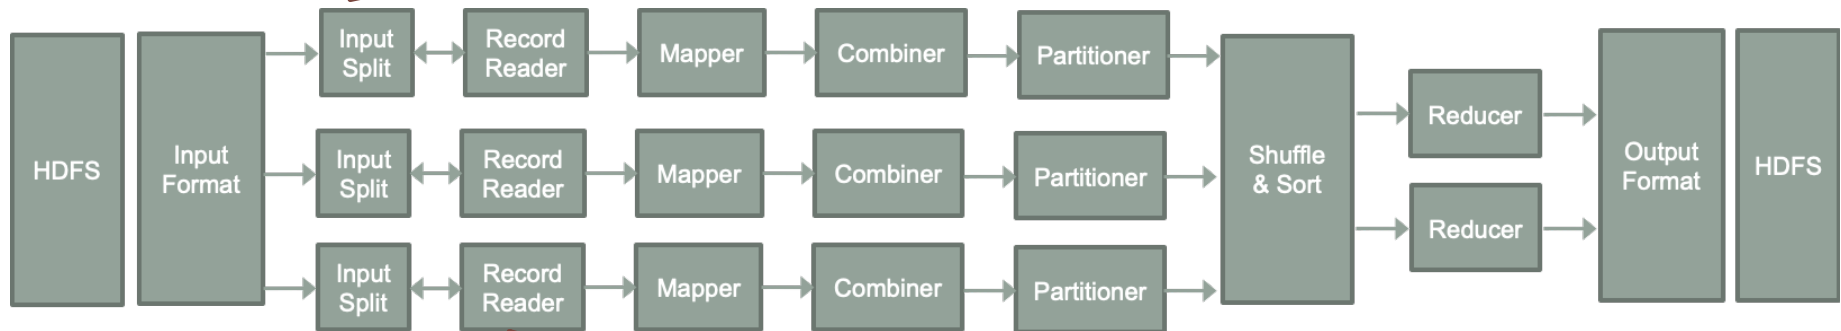 HDFS
Input
Format
Input
Split
Record
Reader
Mapper
Combiner
Partitioner
Input
Split
Record
Reader
Mapper
Combiner
Partitioner
Input
Split
Record
Reader
Mapper
Combiner
Partitioner
Shuffle
& Sort
Reducer
Reducer
Output
Format
HDFS